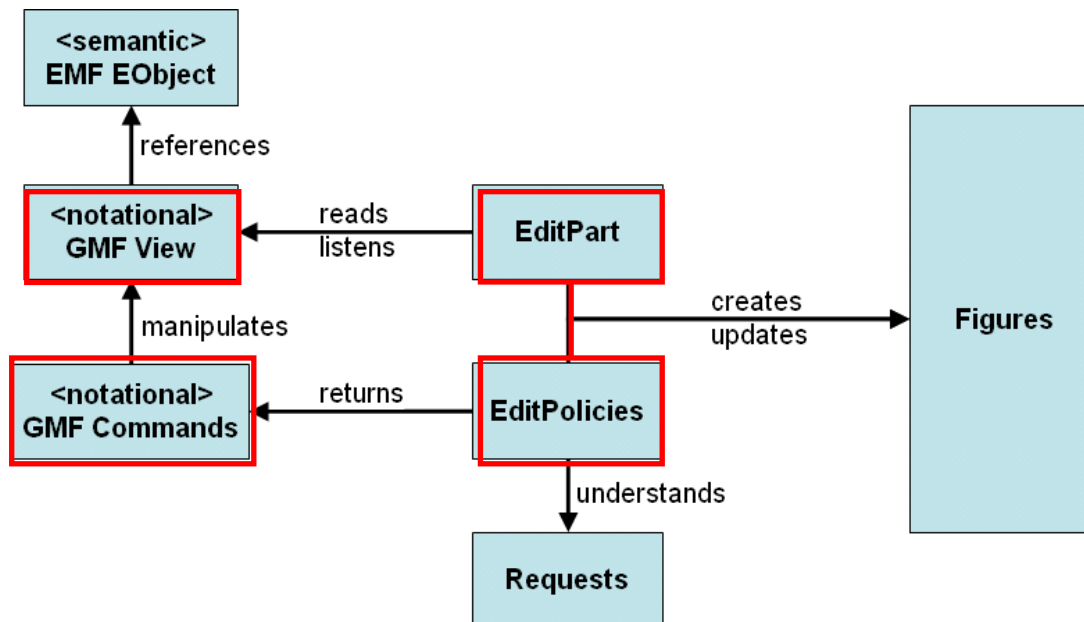 <semantic>
EMF EObject
references
<notational>
GMF View
reads
listens
EditPart
creates
updates
Figures
manipulates
<notational>
GMF Commands
returns
EditPolicies
understands
Requests